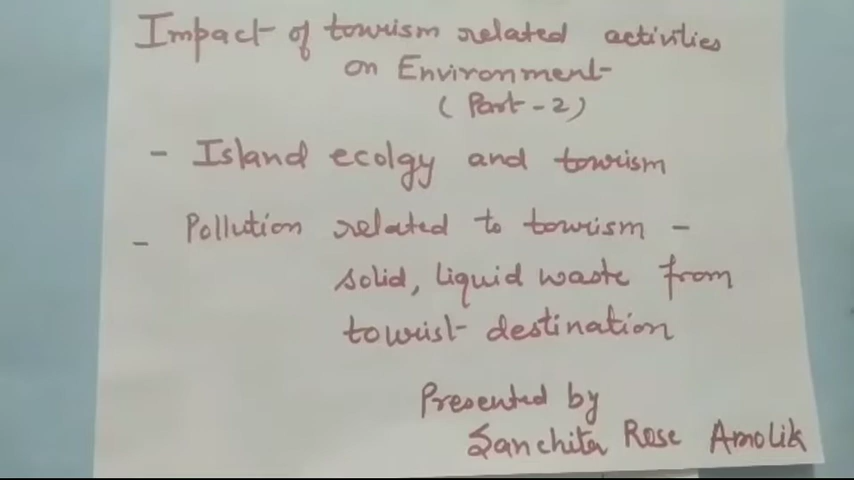 Impact of tourism related activities
on Environment
(Part-2)
- Island ecolgy and tourism
- Pollution related to tourism -
solid, liquid waste from
tourist destination
Presented by
Sanchita Rose Amolik